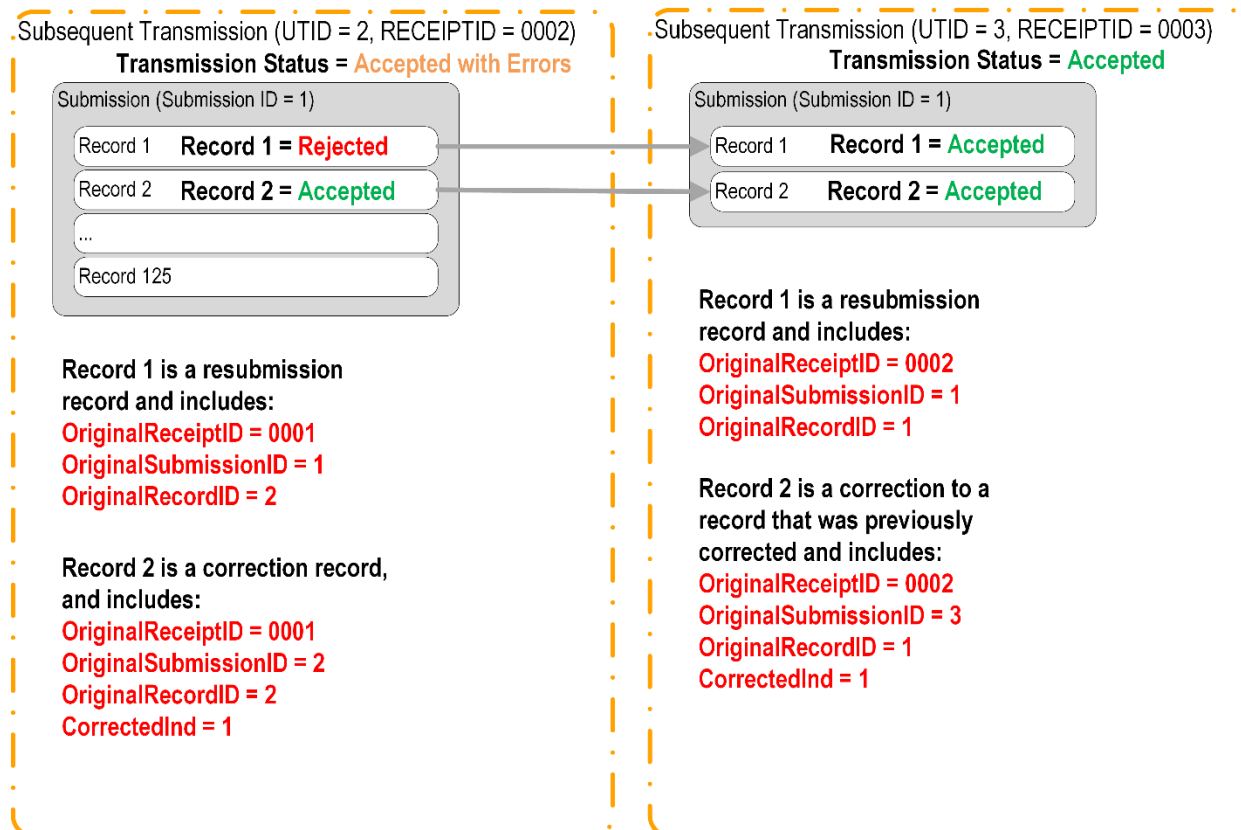 Subsequent Transmission (UTID = 2, RECEIPTID = 0002)
Transmission Status = Accepted with Errors
Submission (Submission ID = 1)
Record 1 Record 1 = Rejected
Record 2 Record 2 = Accepted
...
Record 125
Record 1 is a resubmission
record and includes:
OriginalReceiptID = 0001
OriginalSubmissionID = 1
OriginalRecordID = 2
Record 2 is a correction record,
and includes:
OriginalReceiptID = 0001
OriginalSubmissionID = 2
OriginalRecordID = 2
CorrectedInd = 1
Subsequent Transmission (UTID = 3, RECEIPTID = 0003)
Transmission Status = Accepted
Submission (Submission ID = 1)
Record 1 Record 1 = Accepted
Record 2 Record 2 = Accepted
Record 1 is a resubmission
record and includes:
OriginalReceiptID = 0002
OriginalSubmissionID = 1
OriginalRecordID = 1
Record 2 is a correction to a
record that was previously
corrected and includes:
OriginalReceiptID = 0002
OriginalSubmissionID = 3
OriginalRecordID = 1
CorrectedInd = 1